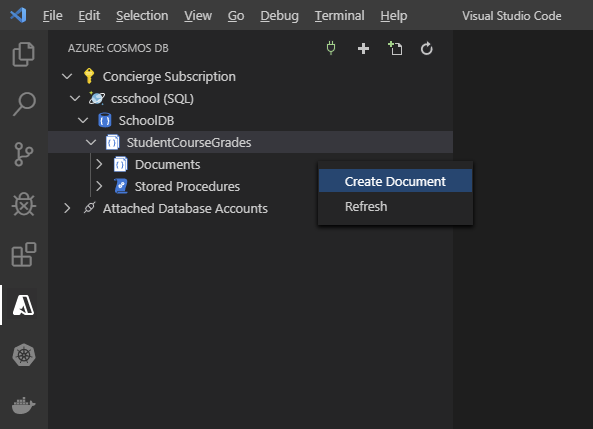 File Edit Selection View Go Debug Terminal Help Visual Studio Code
AZURE: COSMOS DB
Concierge Subscription
csschool (SQL)
SchoolDB
StudentCourseGrades
Documents
Stored Procedures
Attached Database Accounts
Create Document
Refresh